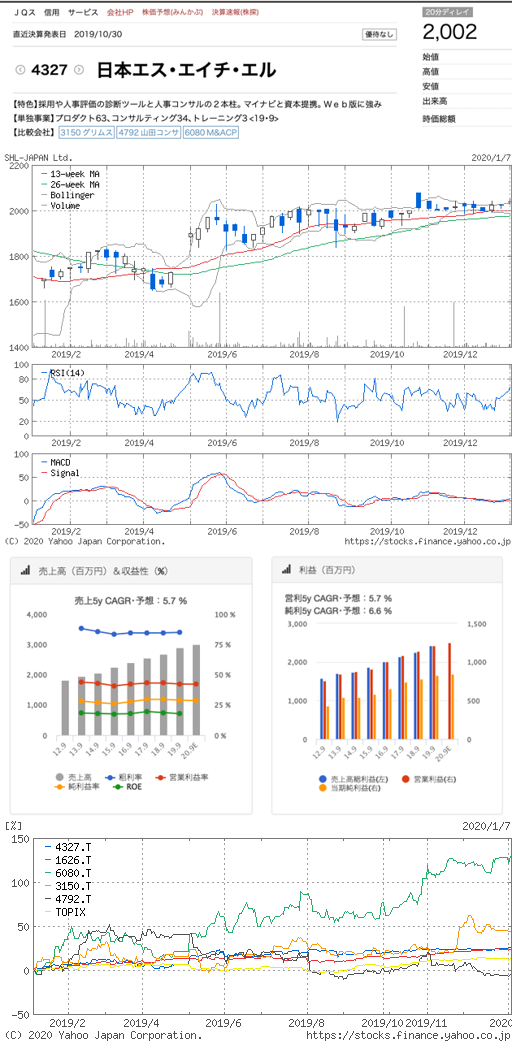 ＪＱス 信用 サービス 会社HP 株価予想(みんかぶ) 決算速報(株探)
20分ディレイ
直近決算発表日 2019/10/30
優待なし
2,002
始値
高値
安値
出来高
時価総額
4327
日本エス・エイチ・エル
【特色】採用や人事評価の診断ツールと人事コンサルの２本柱。マイナビと資本提携。Ｗｅｂ版に強み
【単独事業】プロダクト63、コンサルティング34、トレーニング3 <19・9>
【比較会社】 3150 グリムス 4792 山田コンサ 6080 M&ACP
SHL-JAPAN Ltd. 2020/1/7
2200
2000
1800
1600
1400
13-week MA
26-week MA
Bollinger
Volume
2019/2 2019/4 2019/6 2019/8 2019/10 2019/12
100
80
50
20
0
RSI(14)
2019/2 2019/4 2019/6 2019/8 2019/10 2019/12
100
50
0
-50
MACD
Signal
2019/2 2019/4 2019/6 2019/8 2019/10 2019/12
(C) 2020 Yahoo Japan Corporation. https://stocks.finance.yahoo.co.jp
売上高（百万円）＆収益性（%）
売上5y CAGR・予想：5.7 %
4,000
3,000
2,000
1,000
0
100 %
75 %
50 %
25 %
0 %
12.9 13.9 14.9 15.9 16.9 17.9 18.9 19.9 20.9E
売上高 粗利率 営業利益率
純利益率 ROE
利益（百万円）
営利5y CAGR・予想：5.7 %
純利5y CAGR・予想：6.6 %
3,000
2,000
1,000
0
1,500
1,000
500
0
12.9 13.9 14.9 15.9 16.9 17.9 18.9 19.9 20.9E
売上高総利益(左) 営業利益(右)
当期純利益(右)
[%] 2020/1/7
150
100
50
0
-50
4327.T
1626.T
6080.T
3150.T
4792.T
TOPIX
2019/2 2019/4 2019/6 2019/8 2019/10 2019/11 2020
(C) 2020 Yahoo Japan Corporation. https://stocks.finance.yahoo.co.jp